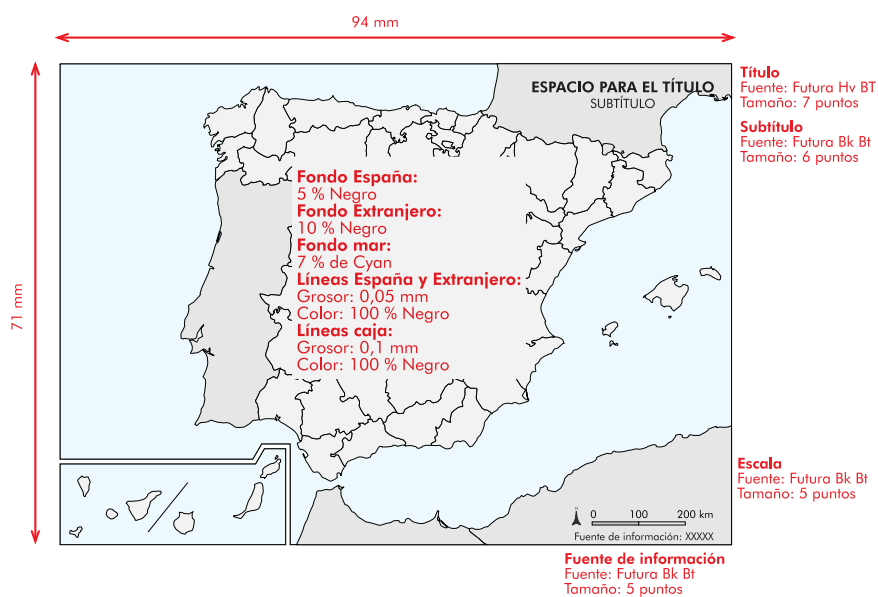 94 mm
71 mm
ESPACIO PARA EL TÍTULO
SUBTÍTULO
Título
Fuente: Futura Hv BT
Tamaño: 7 puntos
Subtítulo
Fuente: Futura Bk Bt
Tamaño: 6 puntos
Fondo España:
5 % Negro
Fondo Extranjero:
10 % Negro
Fondo mar:
7 % de Cyan
Líneas España y Extranjero:
Grosor: 0,05 mm
Color: 100 % Negro
Líneas caja:
Grosor: 0,1 mm
Color: 100 % Negro
Escala
Fuente: Futura Bk Bt
Tamaño: 5 puntos
N
0 100 200 km
Fuente de información: XXXXX
Fuente de información
Fuente: Futura Bk Bt
Tamaño: 5 puntos